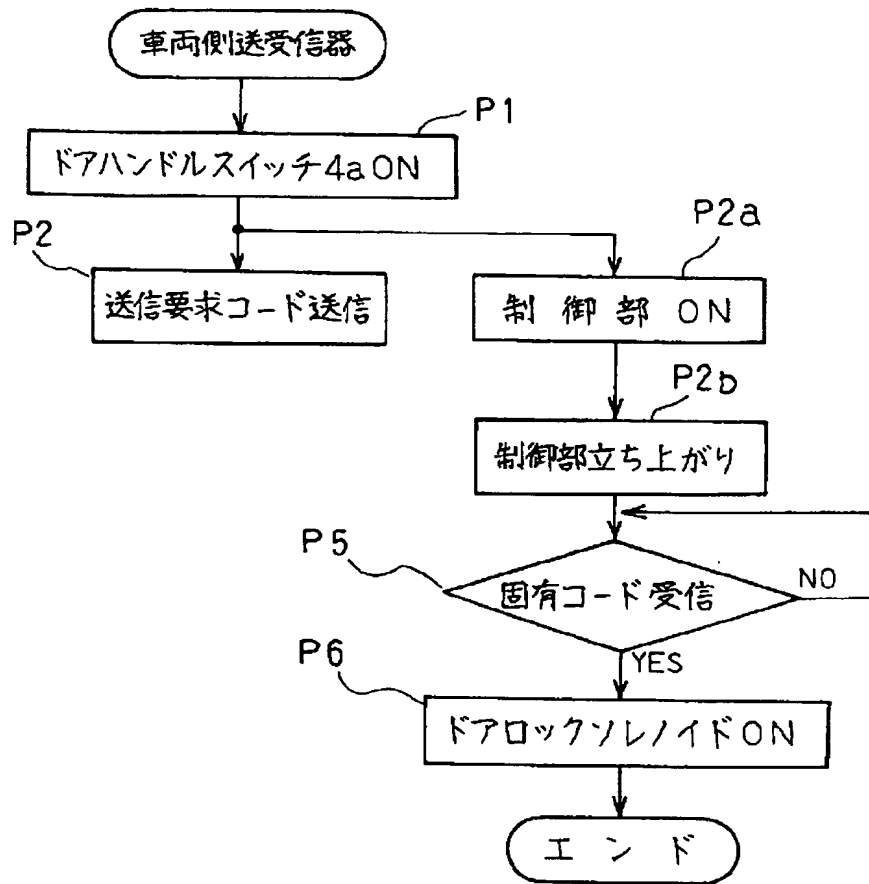 車両側送受信器
P1
ドアハンドルスイッチ4aON
P2
送信要求コード送信
P2a
制御部 ON
P2b
制御部立ち上がり
P5
固有コード受信
NO
YES
P6
ドアロックソレノイドON
エンド